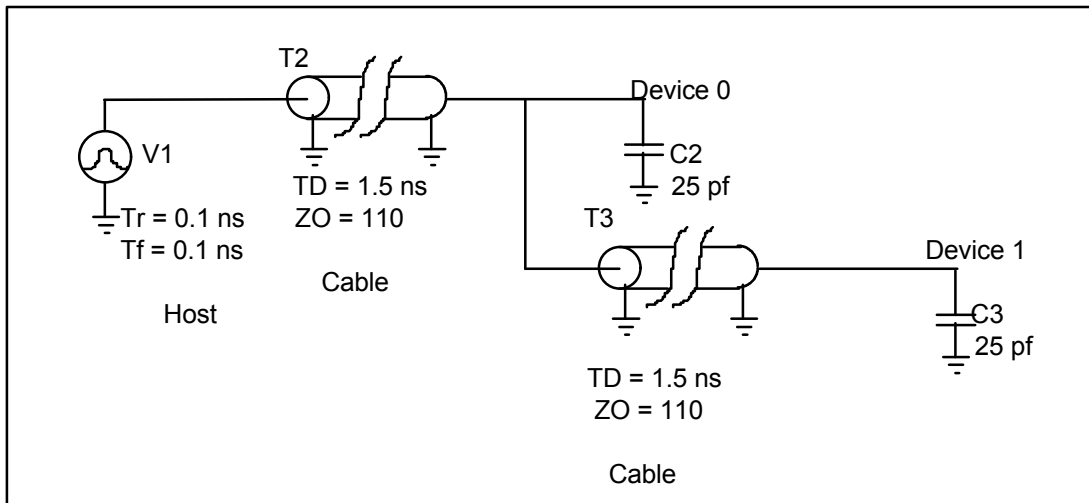 T2
Device 0
V1
C2
25 pf
TD = 1.5 ns
ZO = 110
Tr = 0.1 ns
Tf = 0.1 ns
T3
Device 1
Cable
Host
C3
25 pf
TD = 1.5 ns
ZO = 110
Cable